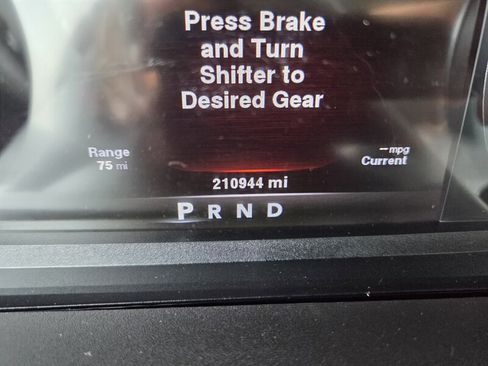 Press Brake
and Turn
Shifter to
Desired Gear
Range
75 mi
-- mpg
Current
210944 mi
P R N D